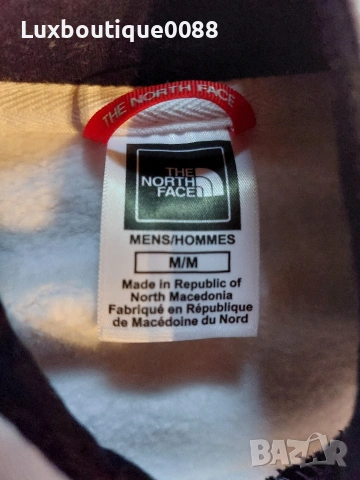 Luxboutique0088
THE NORTH FACE
THE
NORTH
FACE
MENS/HOMMES
M/M
Made in Republic of
North Macedonia
Fabriqué en République
de Macédoine du Nord
BAZAR
bg